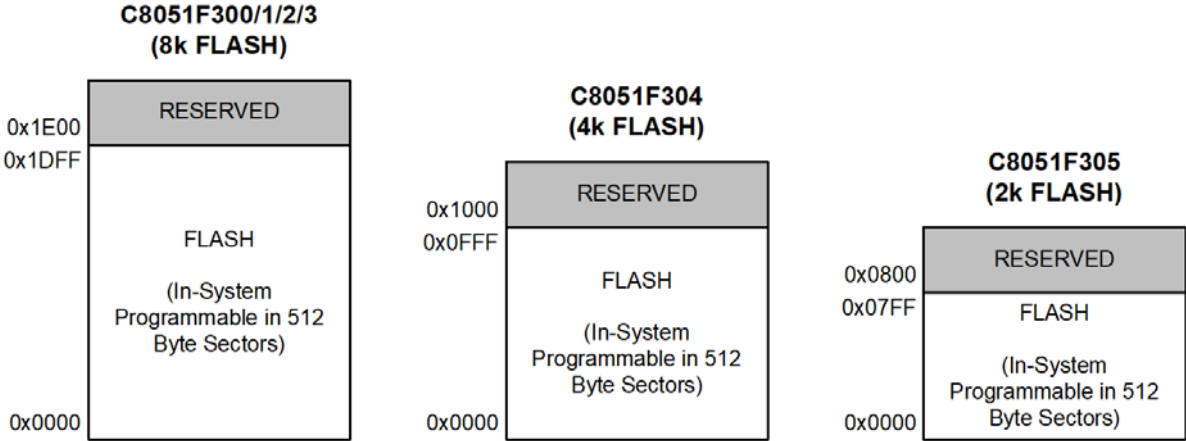 C8051F300/1/2/3
(8k FLASH)
RESERVED
0x1E00
0x1DFF
FLASH
(In-System
Programmable in 512
Byte Sectors)
0x0000
C8051F304
(4k FLASH)
RESERVED
0x1000
0x0FFF
FLASH
(In-System
Programmable in 512
Byte Sectors)
0x0000
C8051F305
(2k FLASH)
RESERVED
0x0800
0x07FF
FLASH
(In-System
Programmable in 512
Byte Sectors)
0x0000